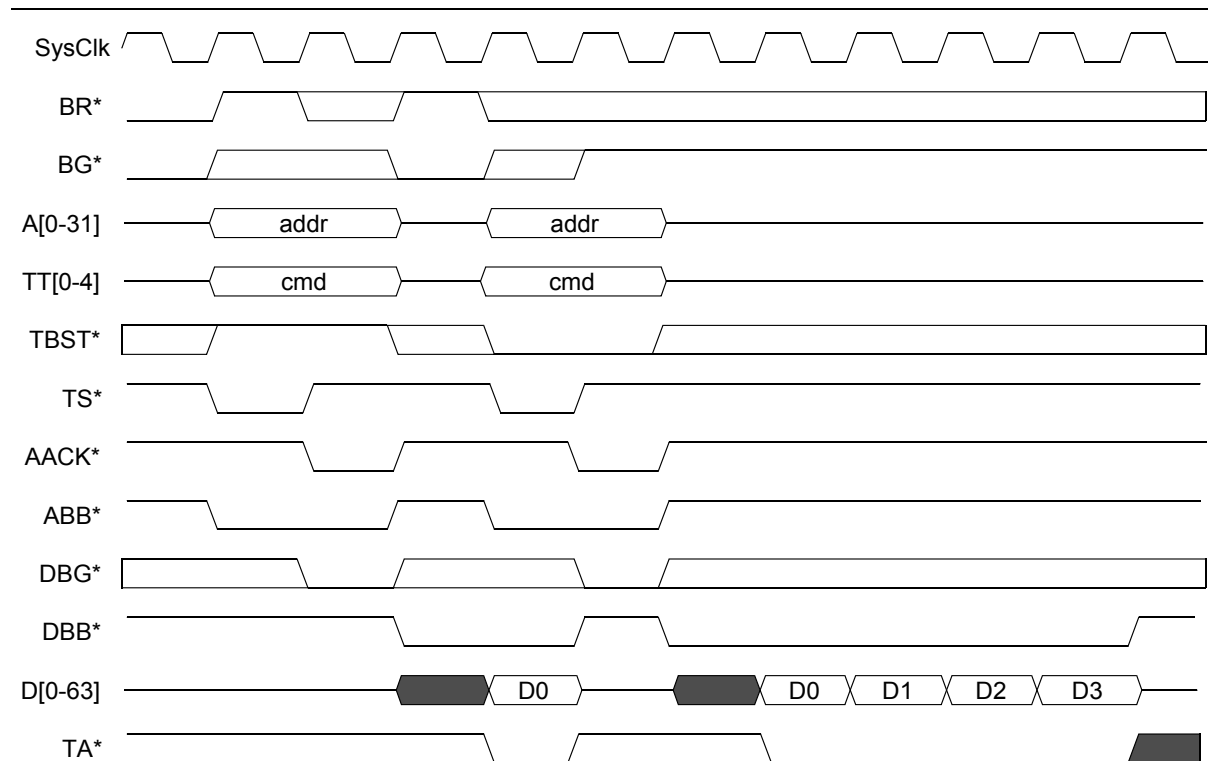 SysClk
BR*
BG*
A[0-31] addr addr
TT[0-4] cmd cmd
TBST*
TS*
AACK*
ABB*
DBG*
DBB*
D[0-63] D0 D0 D1 D2 D3
TA*